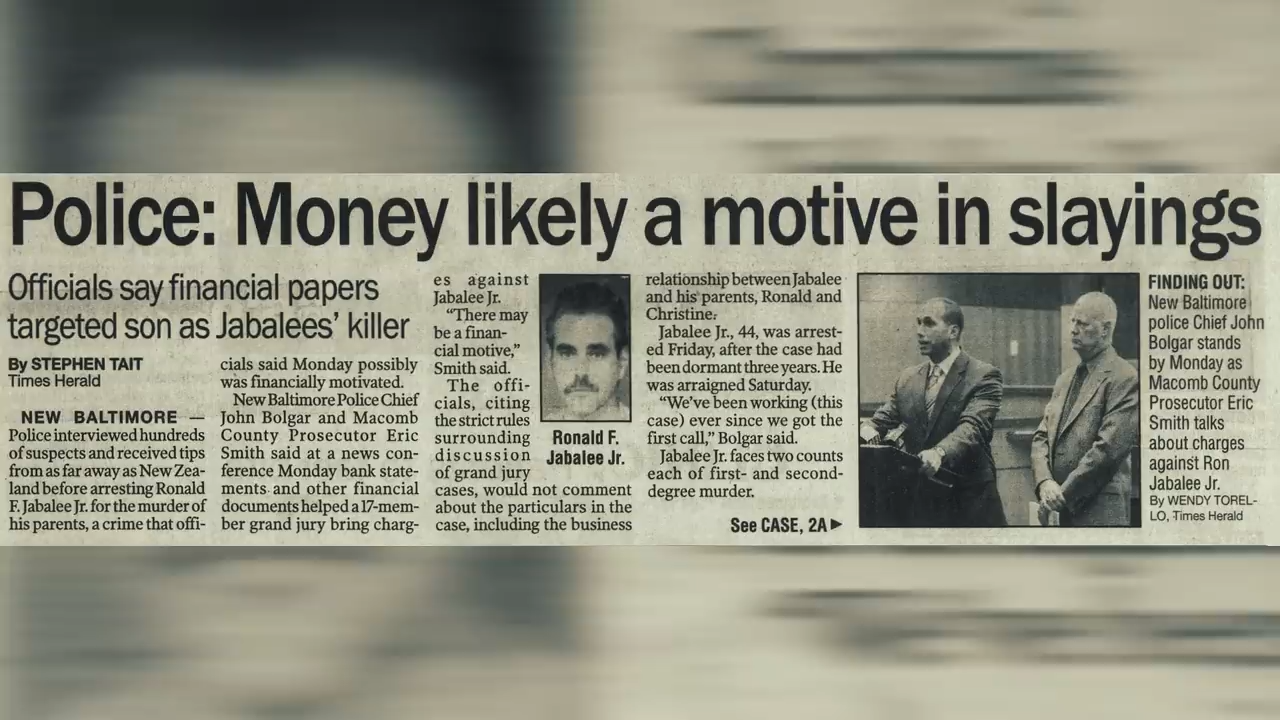 Police: Money likely a motive in slayings
Officials say financial papers
targeted son as Jabalees' killer
By STEPHEN TAIT
Times Herald
NEW BALTIMORE —
Police interviewed hundreds
of suspects and received tips
from as far away as New Zea-
land before arresting Ronald
F. Jabalee Jr. for the murder of
his parents, a crime that offi-
cials said Monday possibly
was financially motivated.
New Baltimore Police Chief
John Bolgar and Macomb
County Prosecutor Eric
Smith said at a news con-
ference Monday bank state-
ments and other financial
documents helped a 17-mem-
ber grand jury bring charg-
es against
Jabalee Jr.
"There may
be a finan-
cial motive,"
Smith said.
The offi-
cials, citing
the strict rules
surrounding
discussion
of grand jury
cases, would not comment
about the particulars in the
case, including the business
Ronald F.
Jabalee Jr.
relationship between Jabalee
and his parents, Ronald and
Christine.
Jabalee Jr., 44, was arrest-
ed Friday, after the case had
been dormant three years. He
was arraigned Saturday.
"We've been working (this
case) ever since we got the
first call," Bolgar said.
Jabalee Jr. faces two counts
each of first- and second-
degree murder.
See CASE, 2A►
FINDING OUT:
New Baltimore
police Chief John
Bolgar stands
by Monday as
Macomb County
Prosecutor Eric
Smith talks
about charges
against Ron
Jabalee Jr.
By WENDY TOREL-
LO, Times Herald